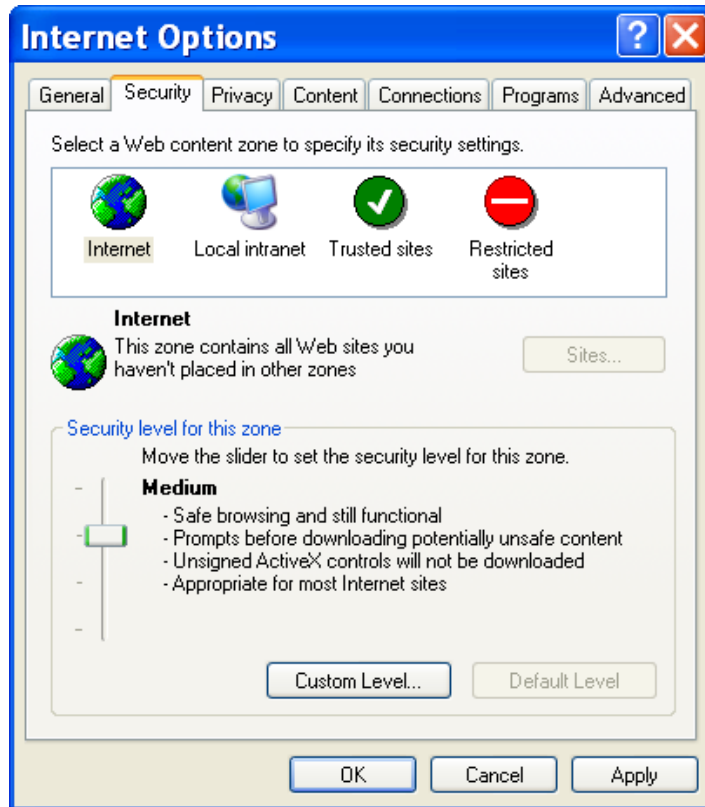 Internet Options
?
General Security Privacy Content Connections Programs Advanced
Select a Web content zone to specify its security settings.
Internet Local intranet Trusted sites Restricted
sites
Internet
This zone contains all Web sites you
haven't placed in other zones
Sites...
Security level for this zone
Move the slider to set the security level for this zone.
Medium
- Safe browsing and still functional
- Prompts before downloading potentially unsafe content
- Unsigned ActiveX controls will not be downloaded
- Appropriate for most Internet sites
Custom Level... Default Level
OK Cancel Apply